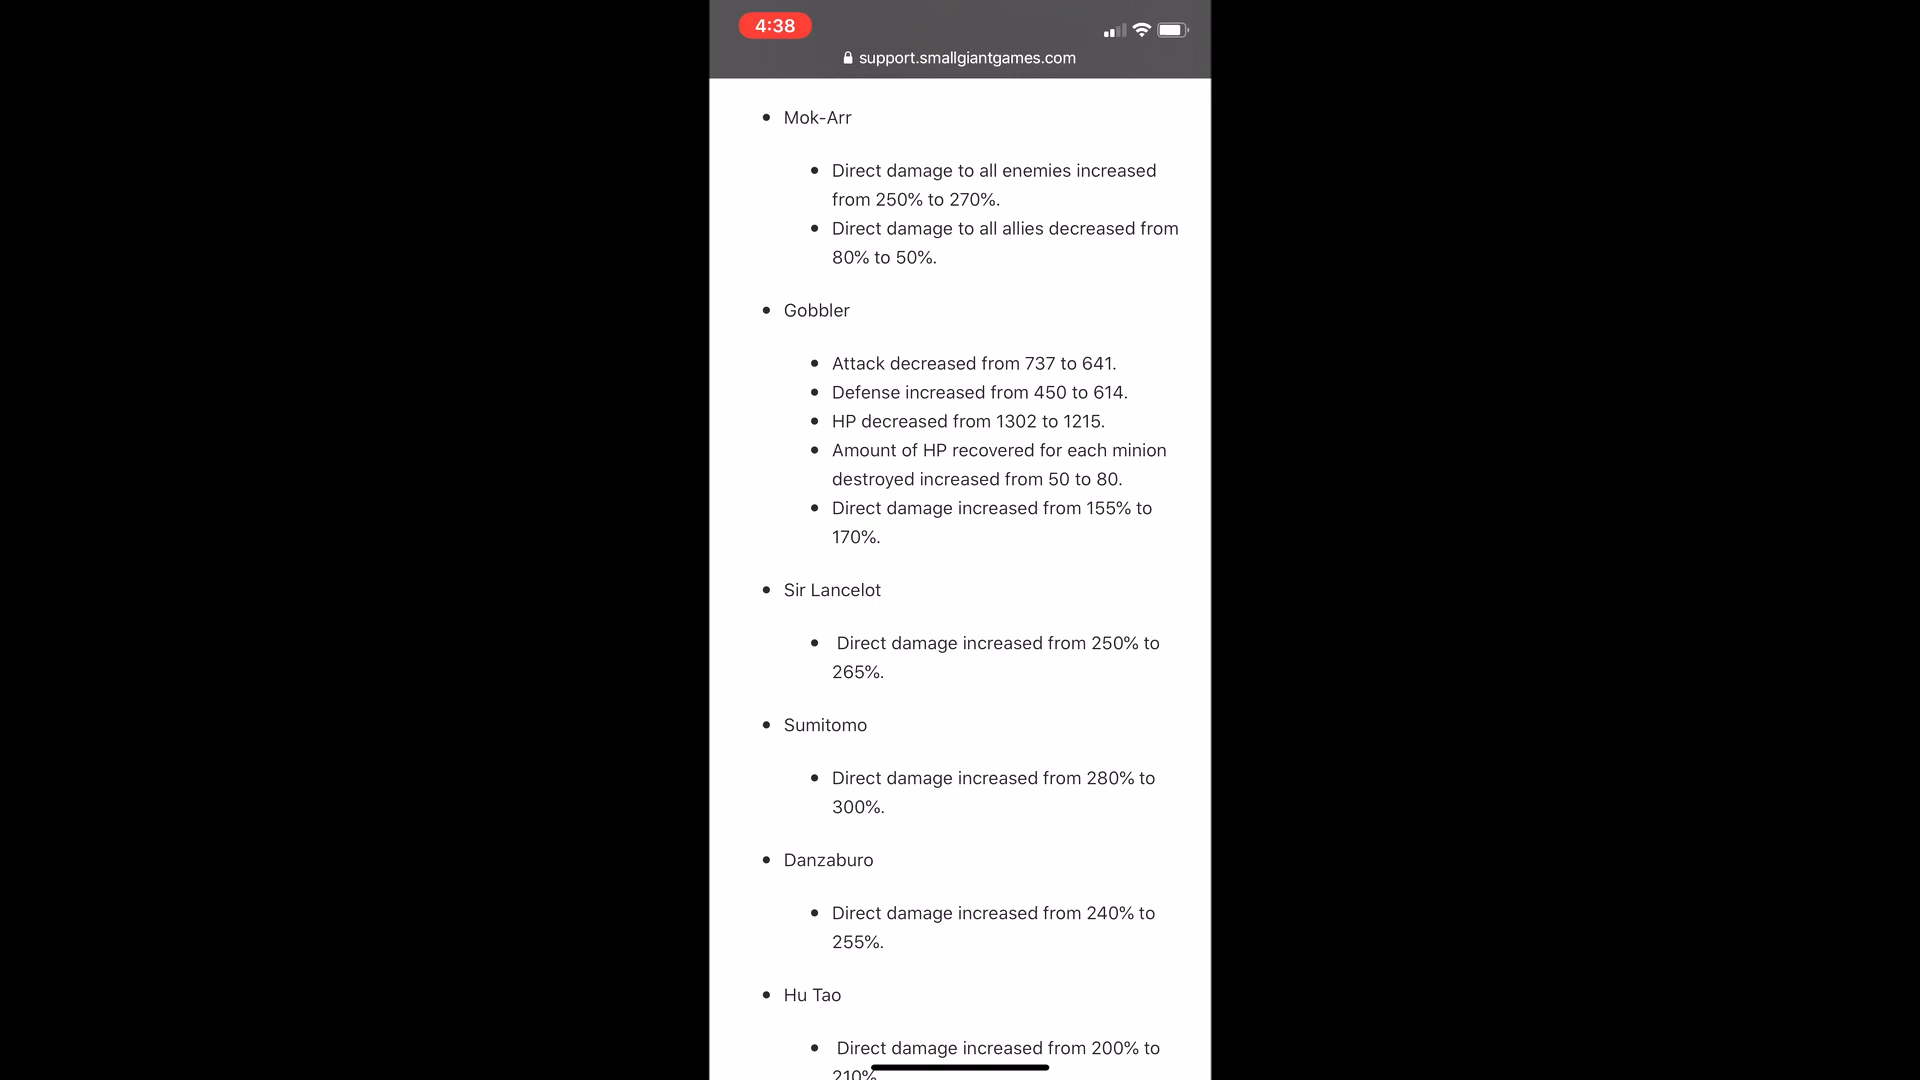 4:38
support.smallgiantgames.com
Mok-Arr
Direct damage to all enemies increased
from 250% to 270%.
Direct damage to all allies decreased from
80% to 50%.
Gobbler
Attack decreased from 737 to 641.
Defense increased from 450 to 614.
HP decreased from 1302 to 1215.
Amount of HP recovered for each minion
destroyed increased from 50 to 80.
Direct damage increased from 155% to
170%.
Sir Lancelot
Direct damage increased from 250% to
265%.
Sumitomo
Direct damage increased from 280% to
300%.
Danzaburo
Direct damage increased from 240% to
255%.
Hu Tao
Direct damage increased from 200% to
210%